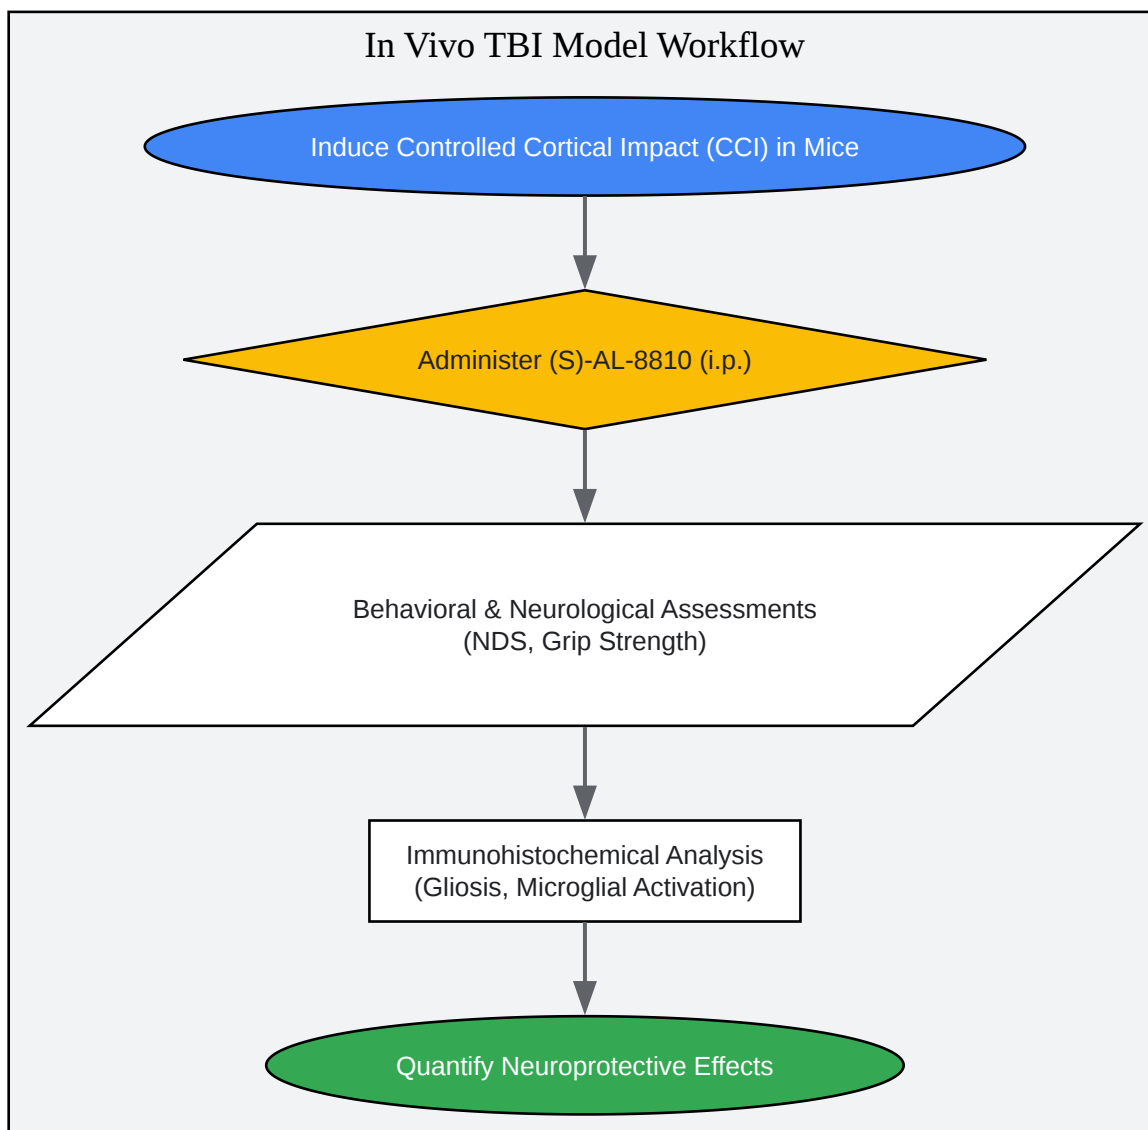 In Vivo TBI Model Workflow
Induce Controlled Cortical Impact (CCI) in Mice
Administer (S)-AL-8810 (i.p.)
Behavioral & Neurological Assessments
(NDS, Grip Strength)
Immunohistochemical Analysis
(Gliosis, Microglial Activation)
Quantify Neuroprotective Effects